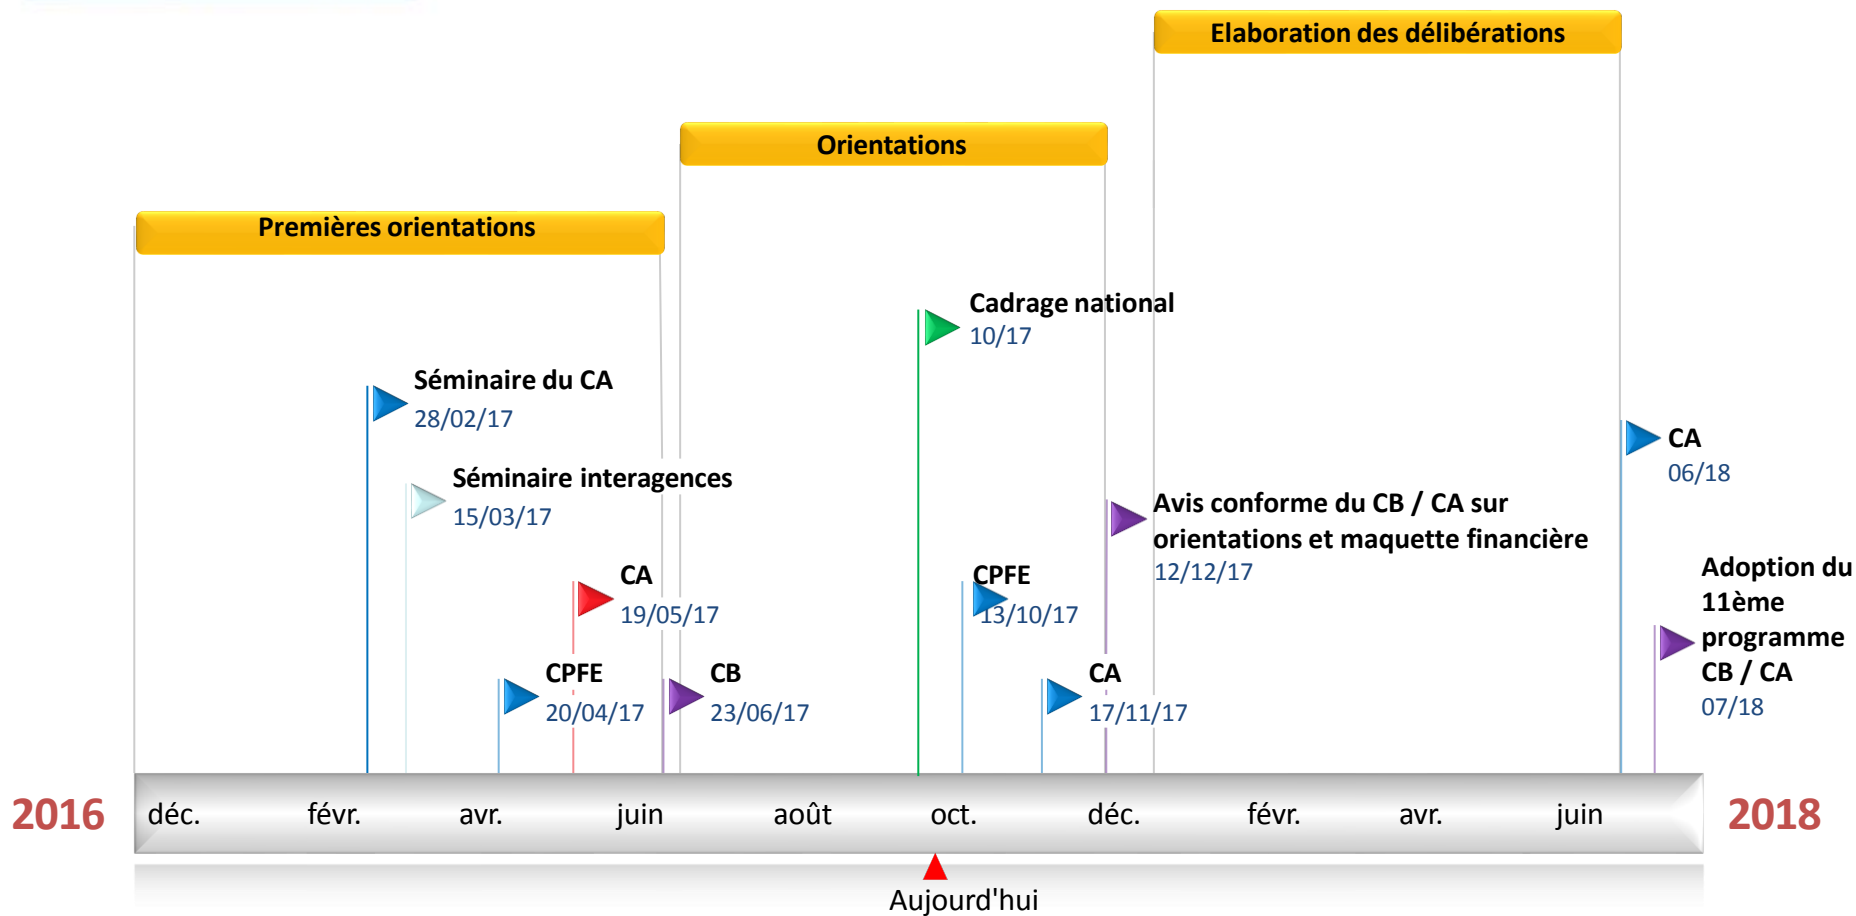 Elaboration des délibérations
Orientations
Premières orientations
Cadrage national
10/17
Séminaire du CA
28/02/17
CA
06/18
Séminaire interagences
15/03/17
Avis conforme du CB / CA sur
orientations et maquette financière
12/12/17
CA
19/05/17
CPFE
13/10/17
Adoption du
11ème
programme
CB / CA
07/18
CPFE
20/04/17
CB
23/06/17
CA
17/11/17
2016
déc.
févr.
avr.
juin
août
oct.
déc.
févr.
avr.
juin
2018
Aujourd'hui